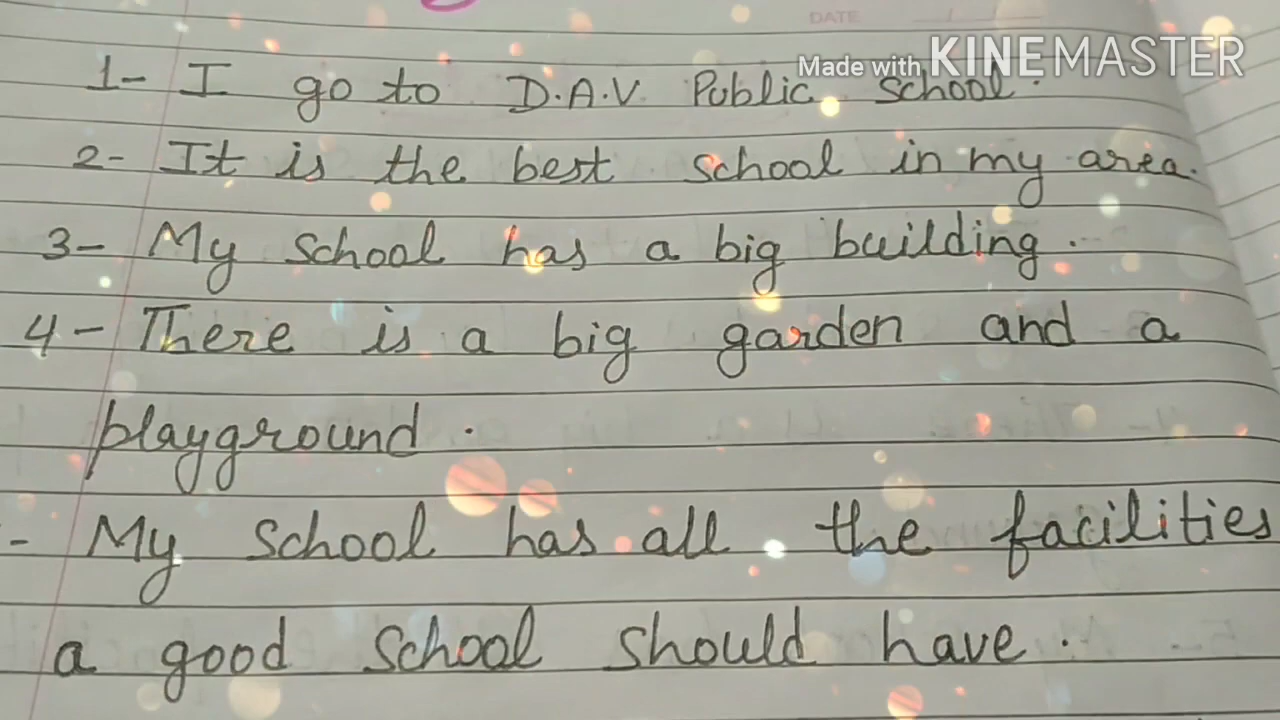 DATE
Made with KINEMASTER
1- I go to D.A.V. Public School.
2- It is the best school in my area.
3- My School has a big building.
4- There is a big garden and a
playground.
- My School has all the facilities
a good School should have.